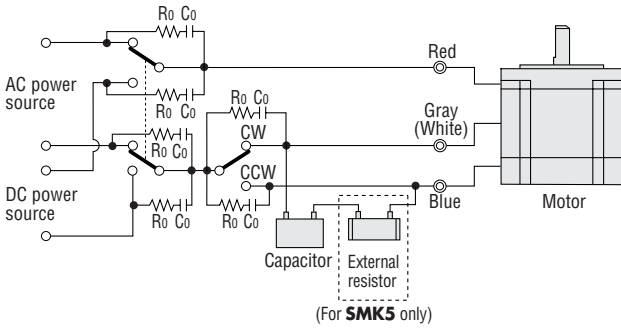 R0 C0
Red
AC power
source
R0 C0
R0 C0
Gray
(White)
R0 C0
CW
R0 C0
CCW
DC power
source
R0 C0
R0 C0
Blue
Motor
Capacitor
External
resistor
(For SMK5 only)